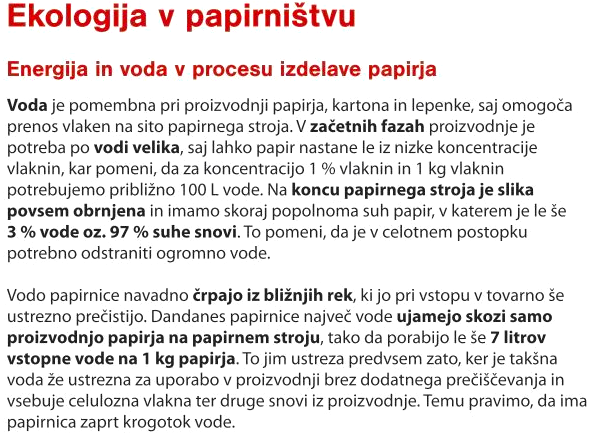 Ekologija v papirništvu
Energija in voda v procesu izdelave papirja
Voda je pomembna pri proizvodnji papirja, kartona in lepenke, saj omogoča
prenos vlaken na sito papirnega stroja. V začetnih fazah proizvodnje je
potreba po vodi velika, saj lahko papir nastane le iz nizke koncentracije
vlaknin, kar pomeni, da za koncentracijo 1 % vlaknin in 1 kg vlaknin
potrebujemo približno 100 L vode. Na koncu papirnega stroja je slika
povsem obrnjena in imamo skoraj popolnoma suh papir, v katerem je le še
3 % vode oz. 97 % suhe snovi. To pomeni, da je v celotnem postopku
potrebno odstraniti ogromno vode.
Vodo papirnice navadno črpajo iz bližnjih rek, ki jo pri vstopu v tovarno še
ustrezno prečistijo. Dandanes papirnice največ vode ujamejo skozi samo
proizvodnjo papirja na papirnem stroju, tako da porabijo le še 7 litrov
vstopne vode na 1 kg papirja. To jim ustreza predvsem zato, ker je takšna
voda že ustrezna za uporabo v proizvodnji brez dodatnega prečiščevanja in
vsebuje celulozna vlakna ter druge snovi iz proizvodnje. Temu pravimo, da ima
papirnica zaprt krogotok vode.